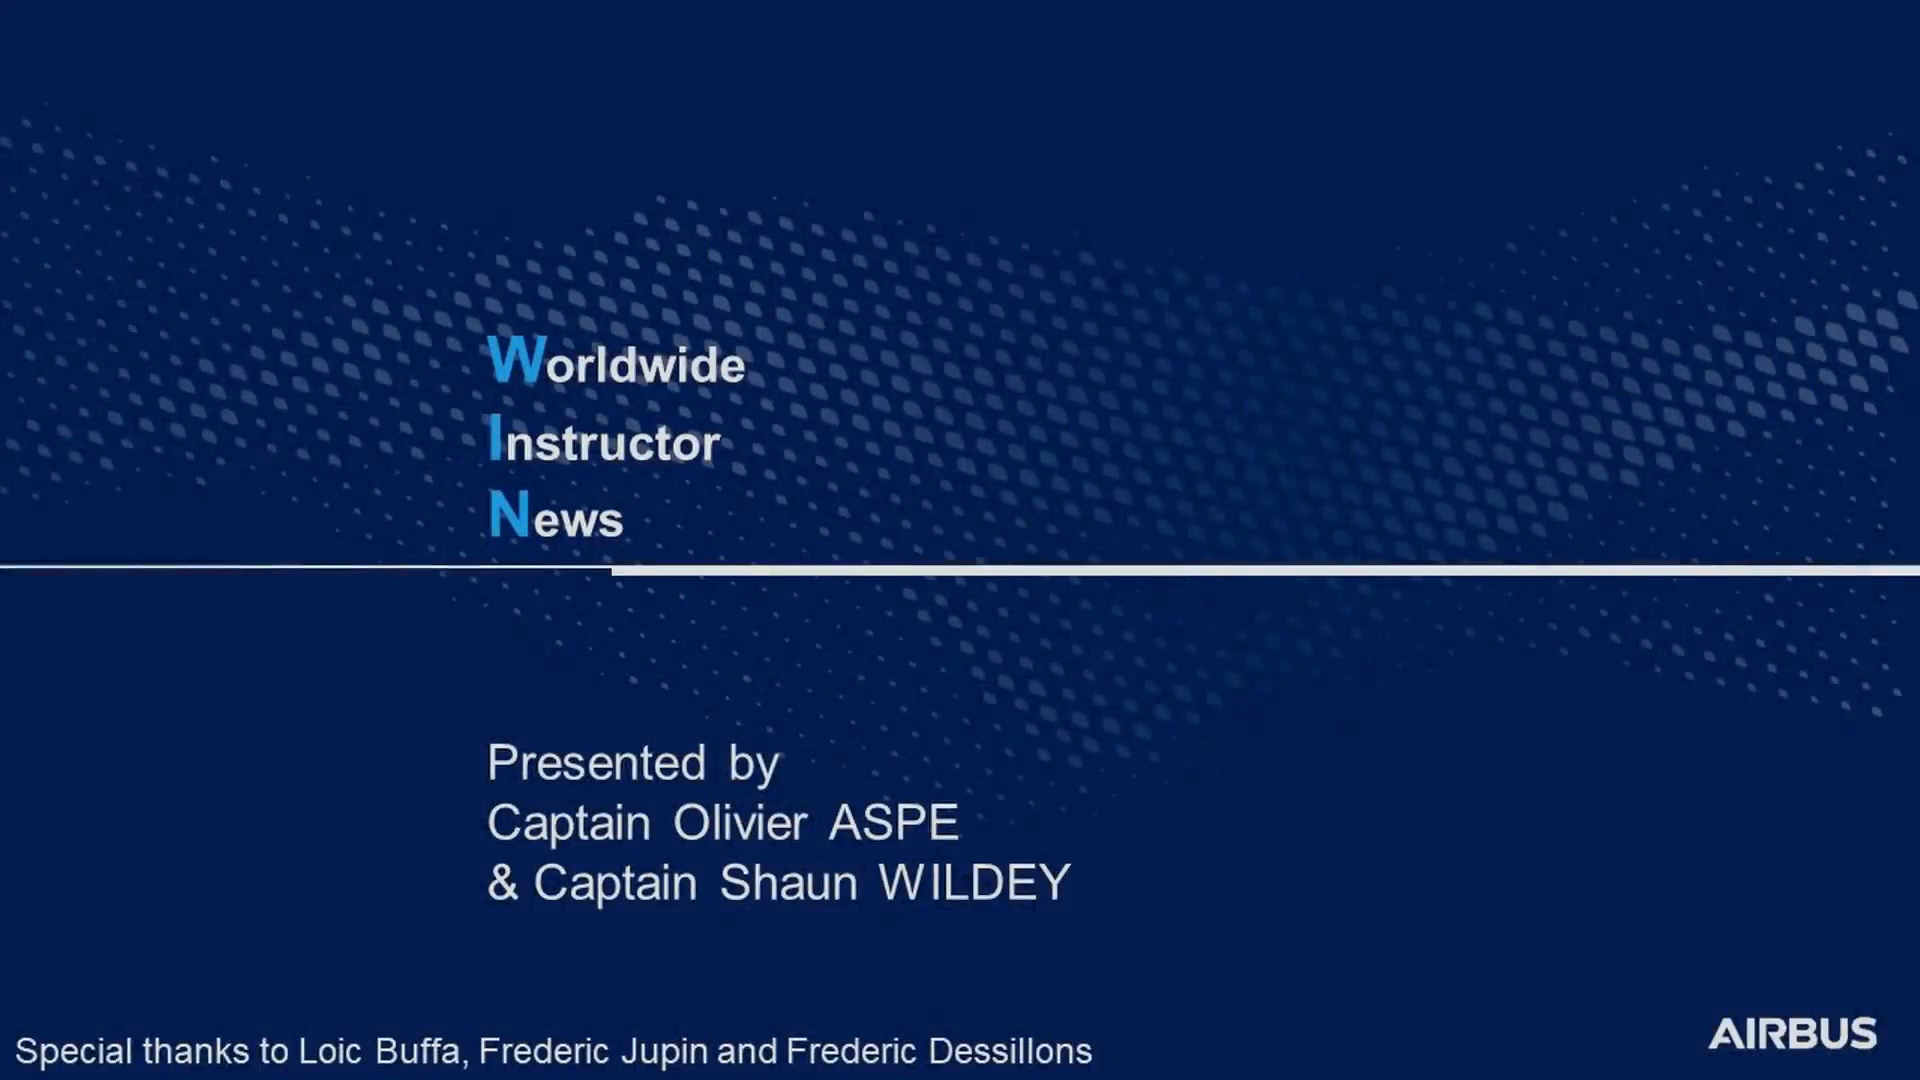 Worldwide
Instructor
News
Presented by
Captain Olivier ASPE
& Captain Shaun WILDEY
Special thanks to Loic Buffa, Frederic Jupin and Frederic Dessillons
AIRBUS